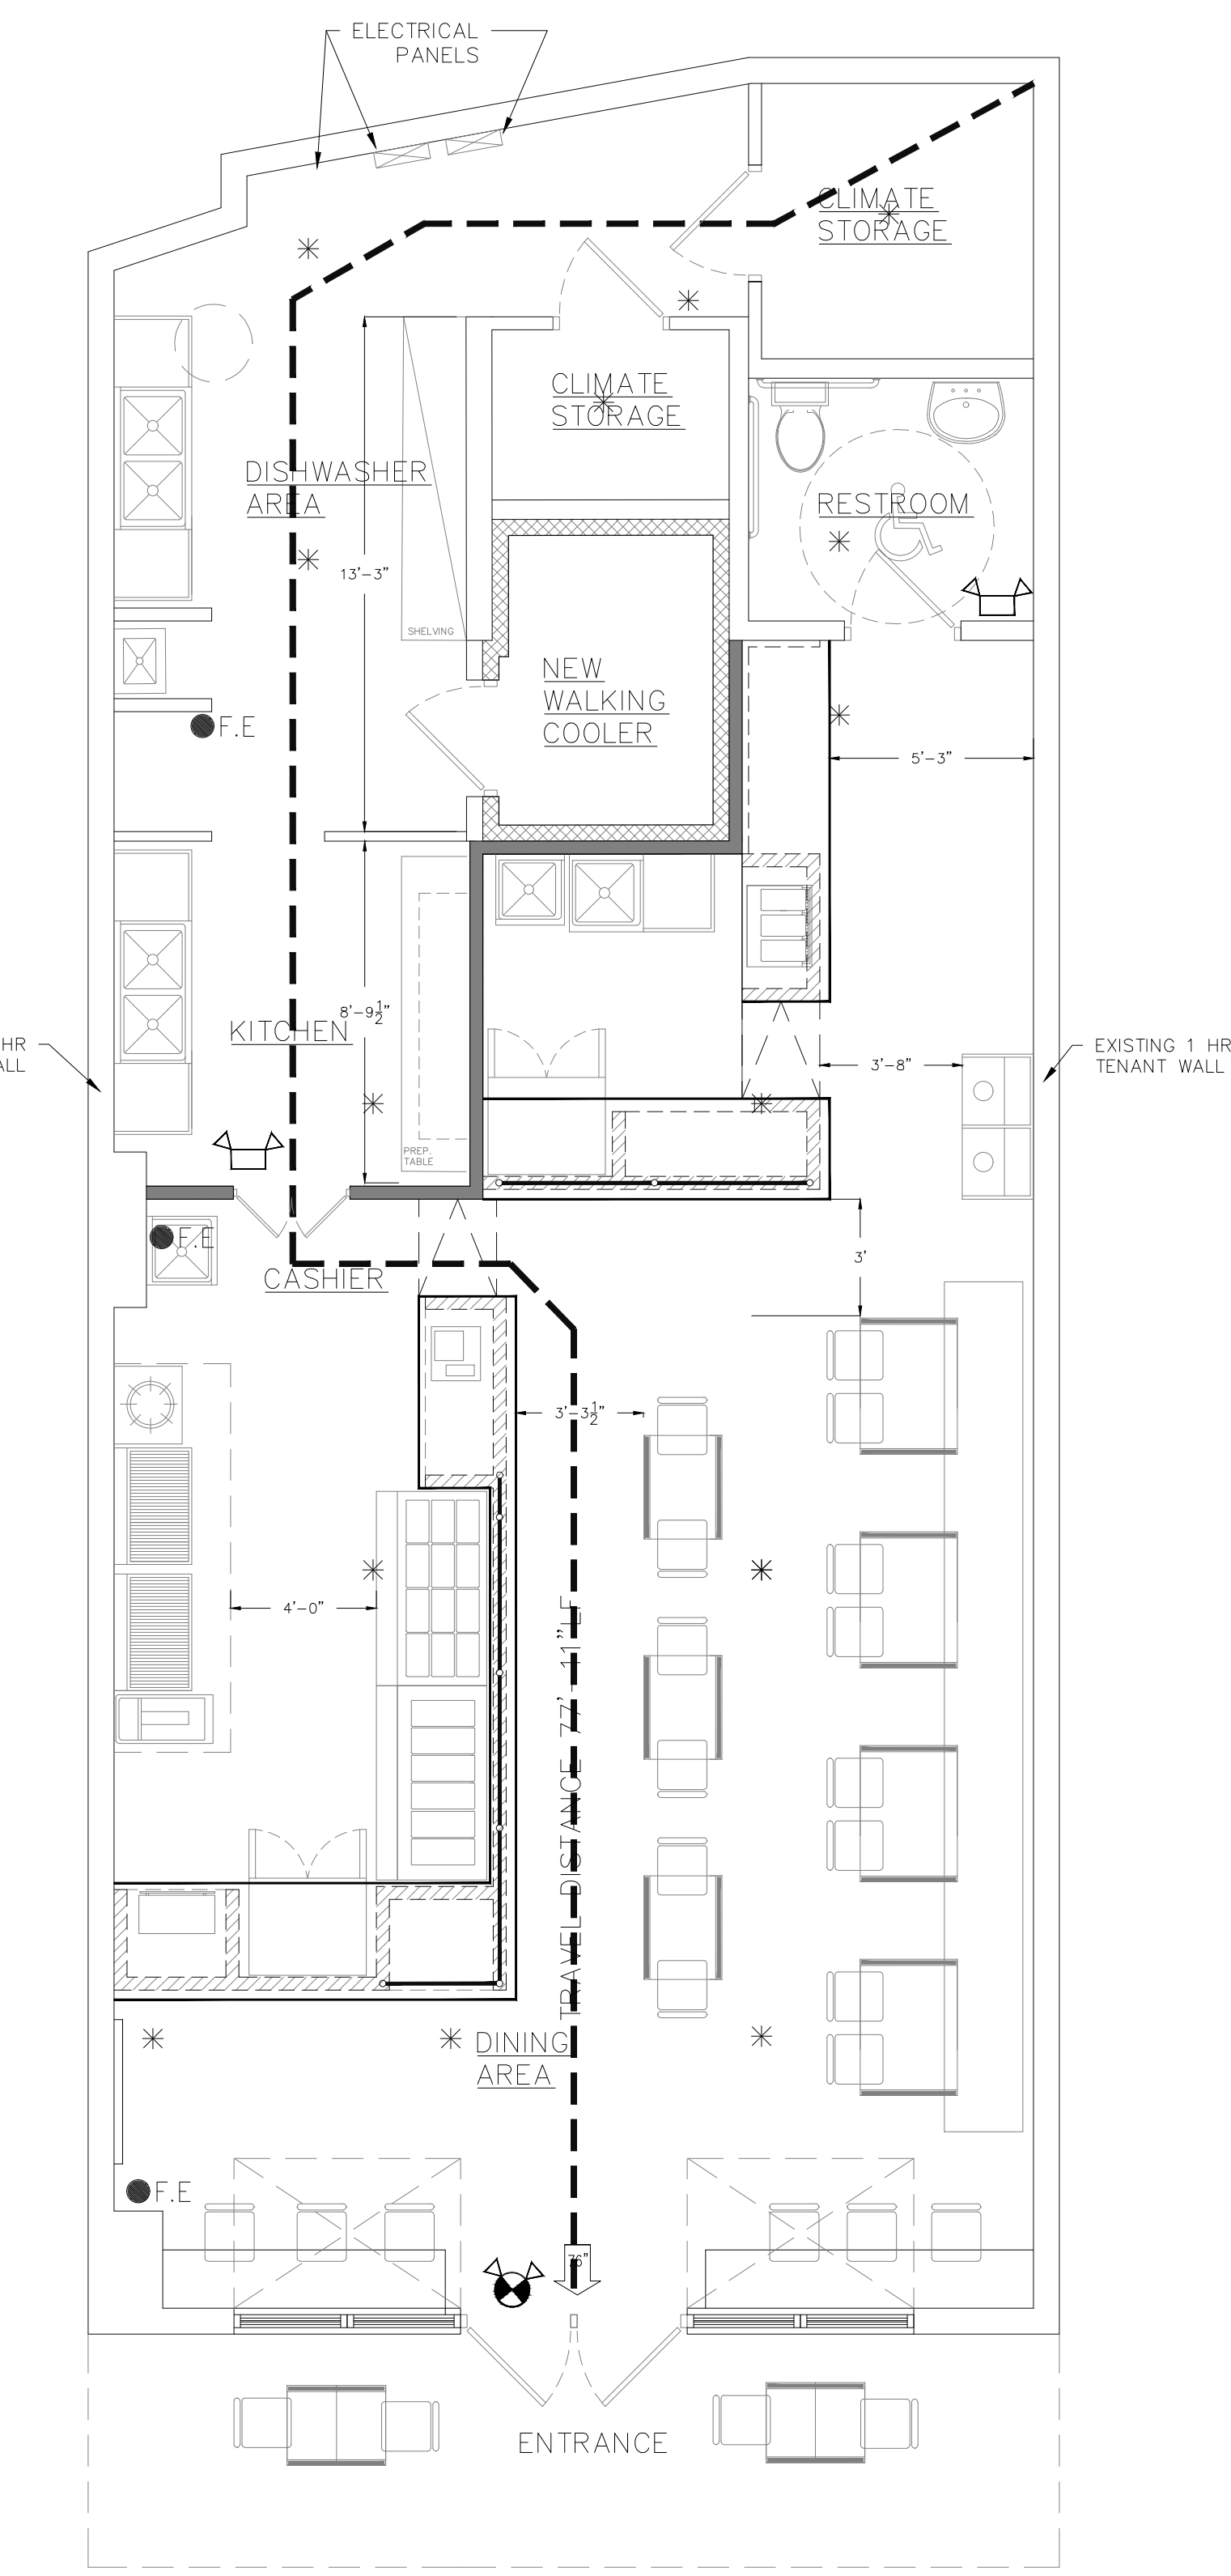 ELECTRICAL
PANELS
CLIMATE
STORAGE
CLIMATE
STORAGE
DISHWASHER
AREA
RESTROOM
13'-3"
SHELVING
NEW
WALKING
COOLER
F.E
5'-3"
8'-9½"
KITCHEN
HR
ALL
3'-8"
EXISTING 1 HR
TENANT WALL
PREP.
TABLE
F.E
3'
CASHIER
3'-3½"
4'-0"
TRAVEL DISTANCE 77'-11" LF
DINING
AREA
F.E
76"
ENTRANCE